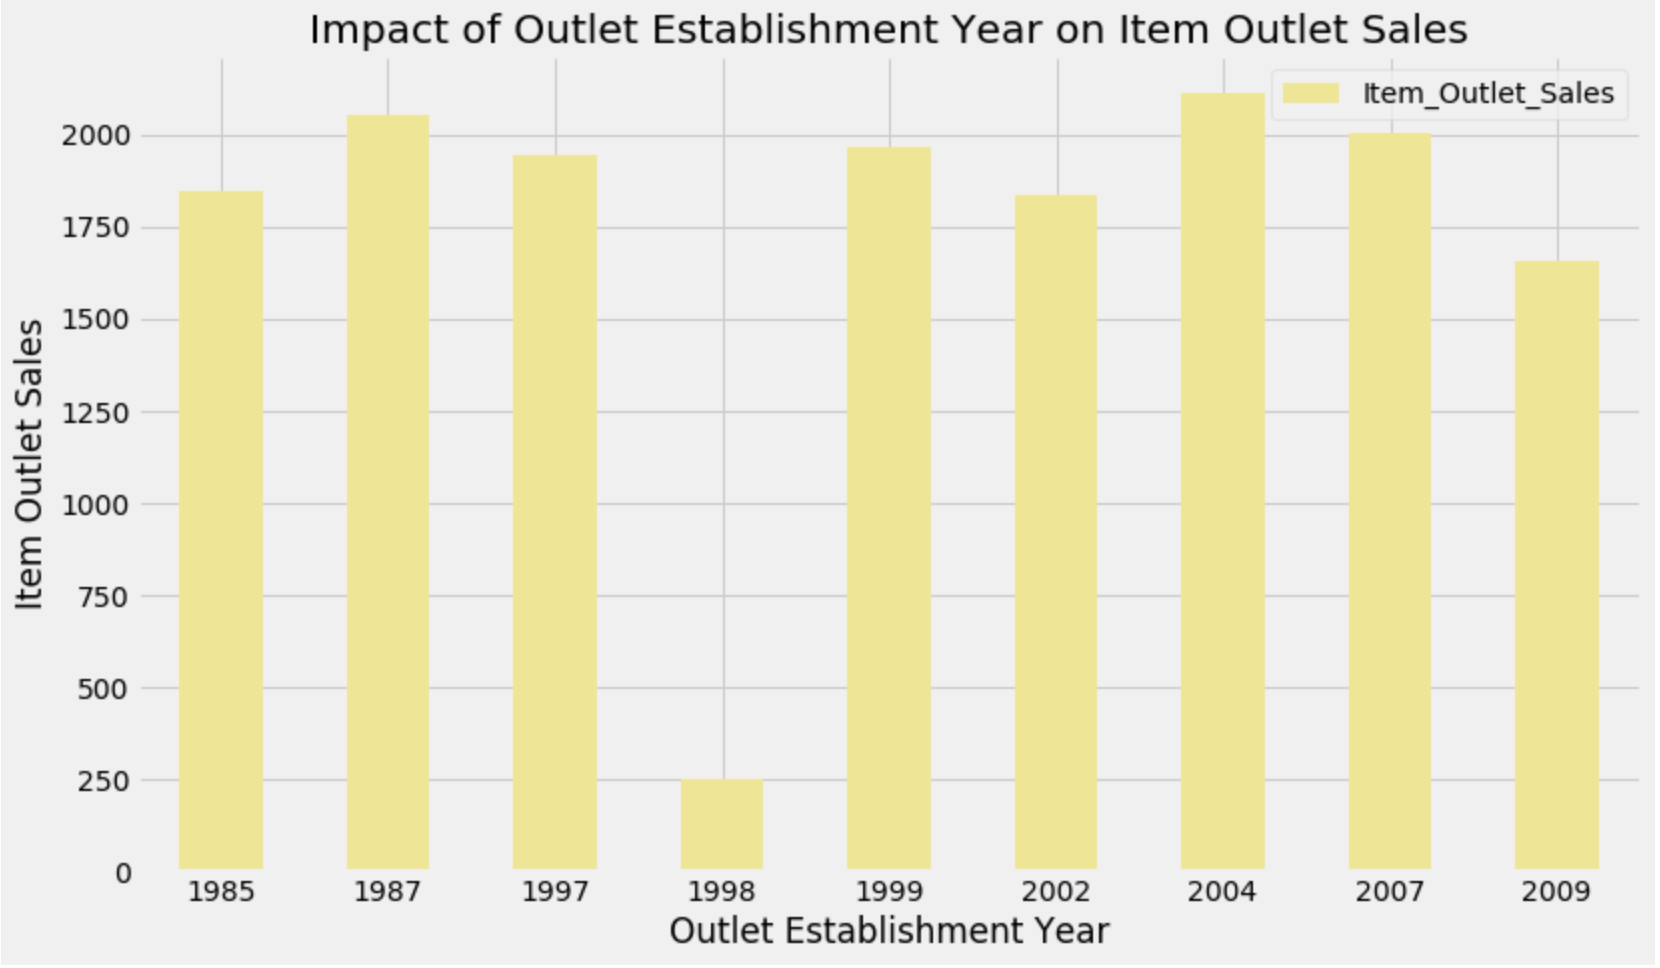 Impact of Outlet Establishment Year on Item Outlet Sales
Item_Outlet_Sales
Item Outlet Sales
2000
1750
1500
1250
1000
750
500
250
0
1985 1987 1997 1998 1999 2002 2004 2007 2009
Outlet Establishment Year